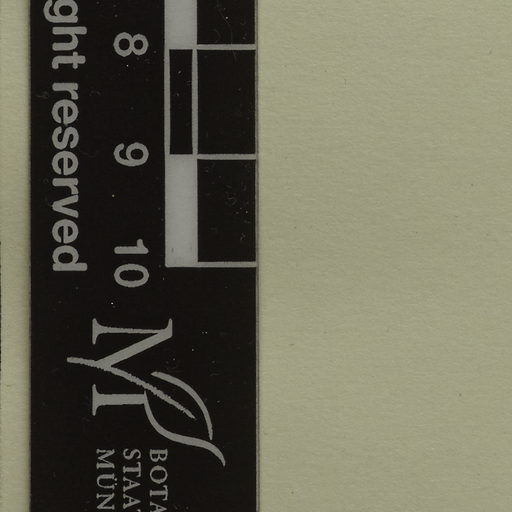 ght reserved
8
9
10
M
BOTA
STAA
MÜN